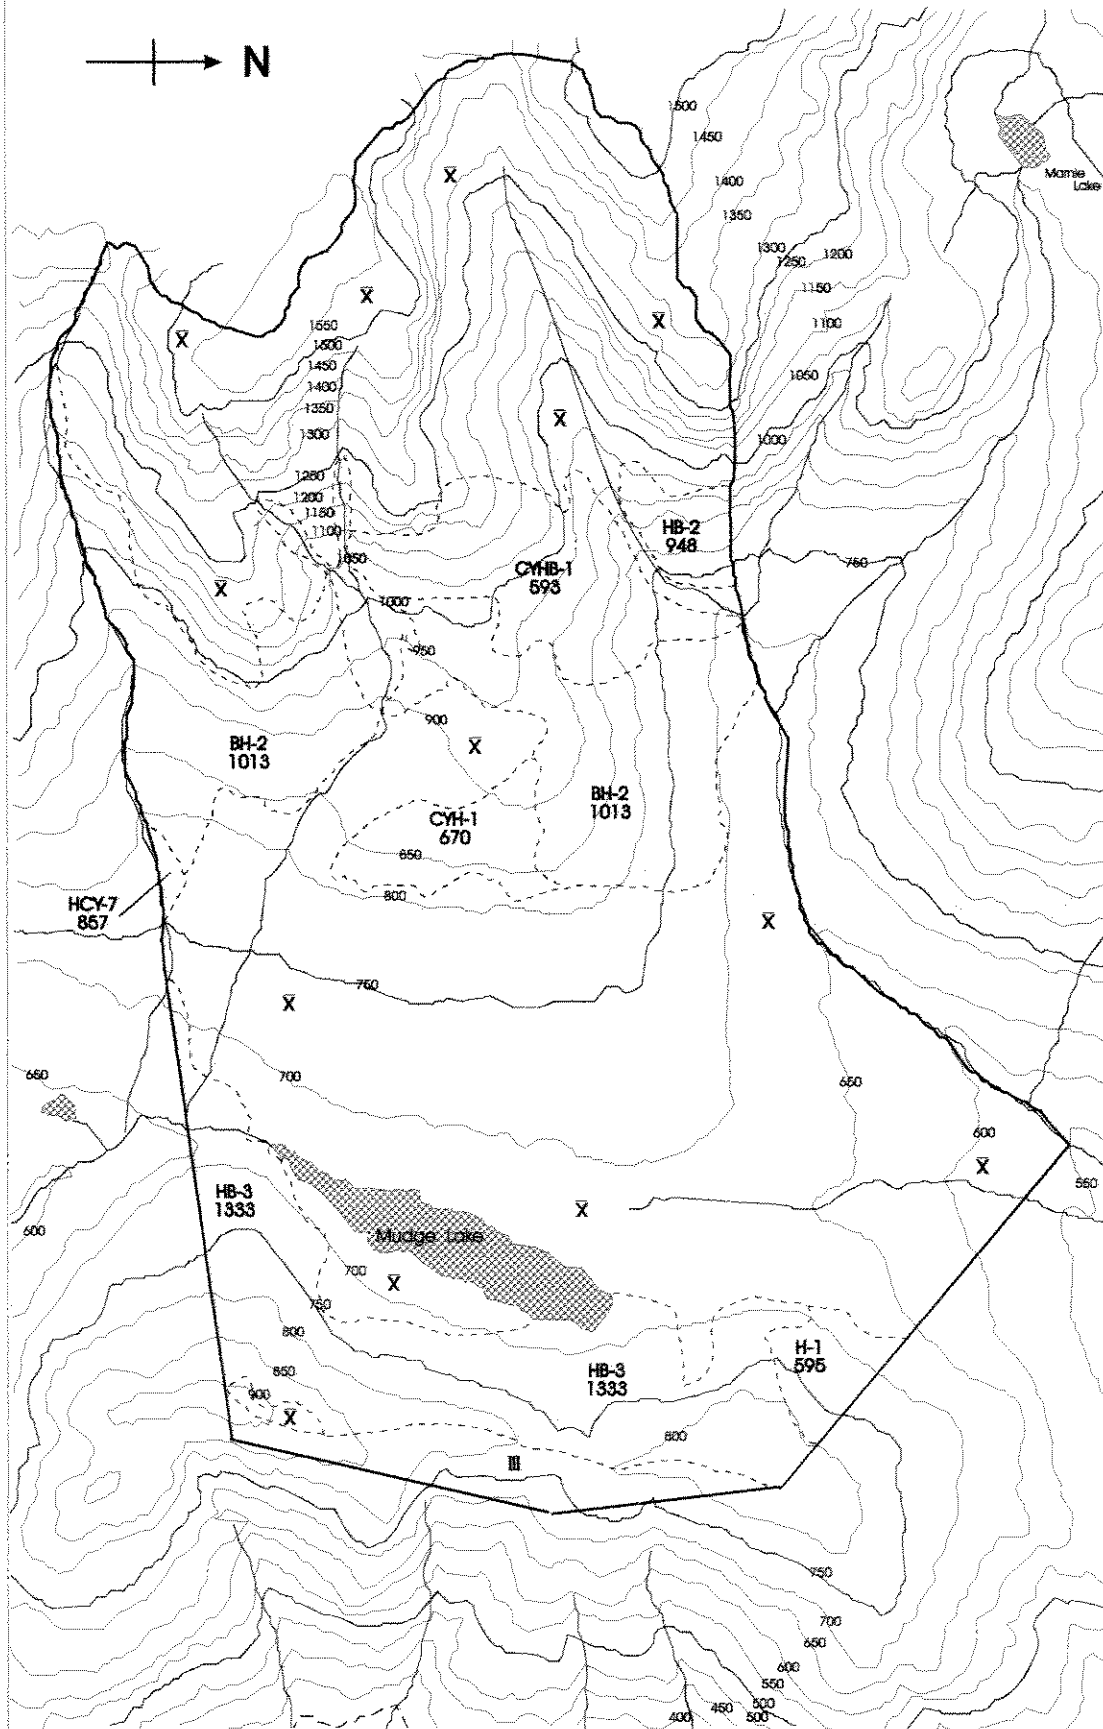 N
1500
1450
1400
1350
Mamie
Lake
X
1300
1250
1200
1150
1100
1050
1000
X
X
X
1550
1500
1450
1400
1350
1300
1250
1200
1150
1100
1050
1000
950
900
X
HB-2
948
750
CYHB-1
593
X
X
BH-2
1013
BH-2
1013
CYH-1
670
850
800
HCY-7
857
X
750
X
700
650
650
600
X
550
HB-3
1333
X
Mudge Lake
600
700
X
750
800
850
900
X
H-1
595
HB-3
1333
800
III
750
700
650
600
550
500
500
450
400